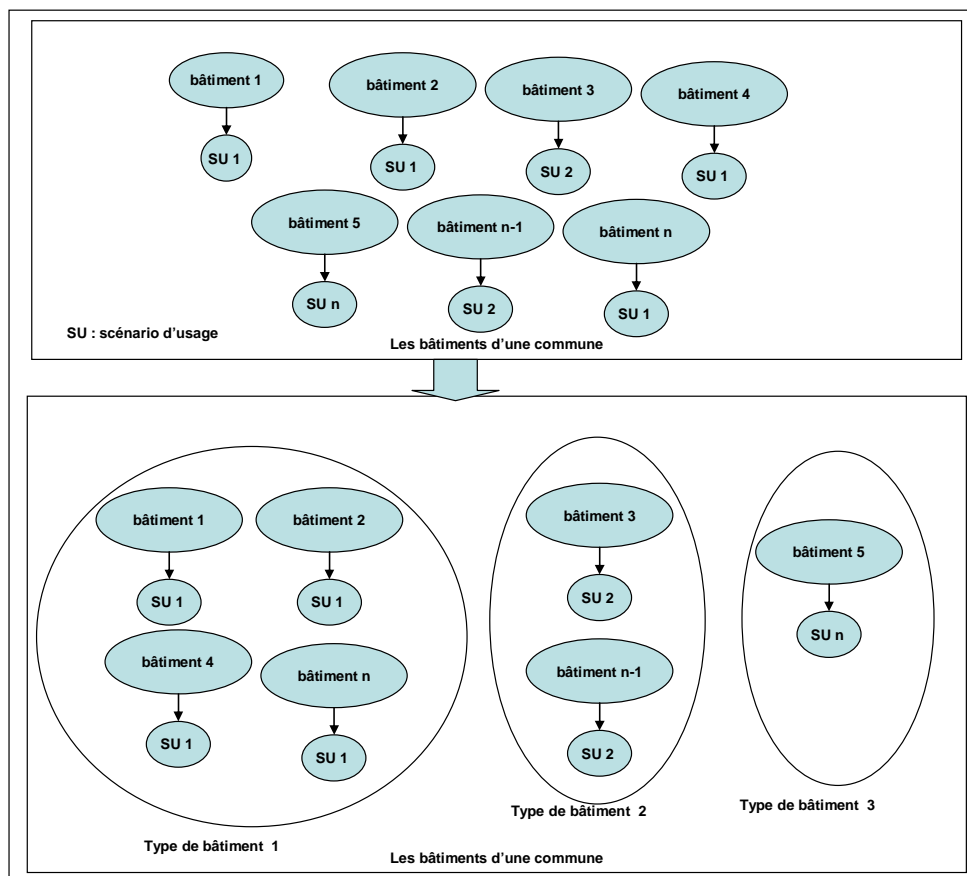 bâtiment 1
bâtiment 2
bâtiment 3
bâtiment 4
SU 1
SU 1
SU 2
SU 1
bâtiment 5
bâtiment n-1
bâtiment n
SU n
SU 2
SU 1
SU : scénario d'usage
Les bâtiments d'une commune
bâtiment 1
bâtiment 2
SU 1
SU 1
bâtiment 4
bâtiment n
SU 1
SU 1
Type de bâtiment 1
bâtiment 3
SU 2
bâtiment n-1
SU 2
Type de bâtiment 2
bâtiment 5
SU n
Type de bâtiment 3
Les bâtiments d'une commune